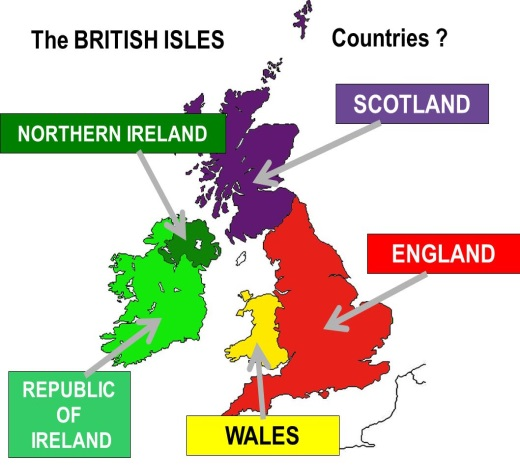 The BRITISH ISLES
Countries ?
SCOTLAND
NORTHERN IRELAND
ENGLAND
REPUBLIC
OF
IRELAND
WALES